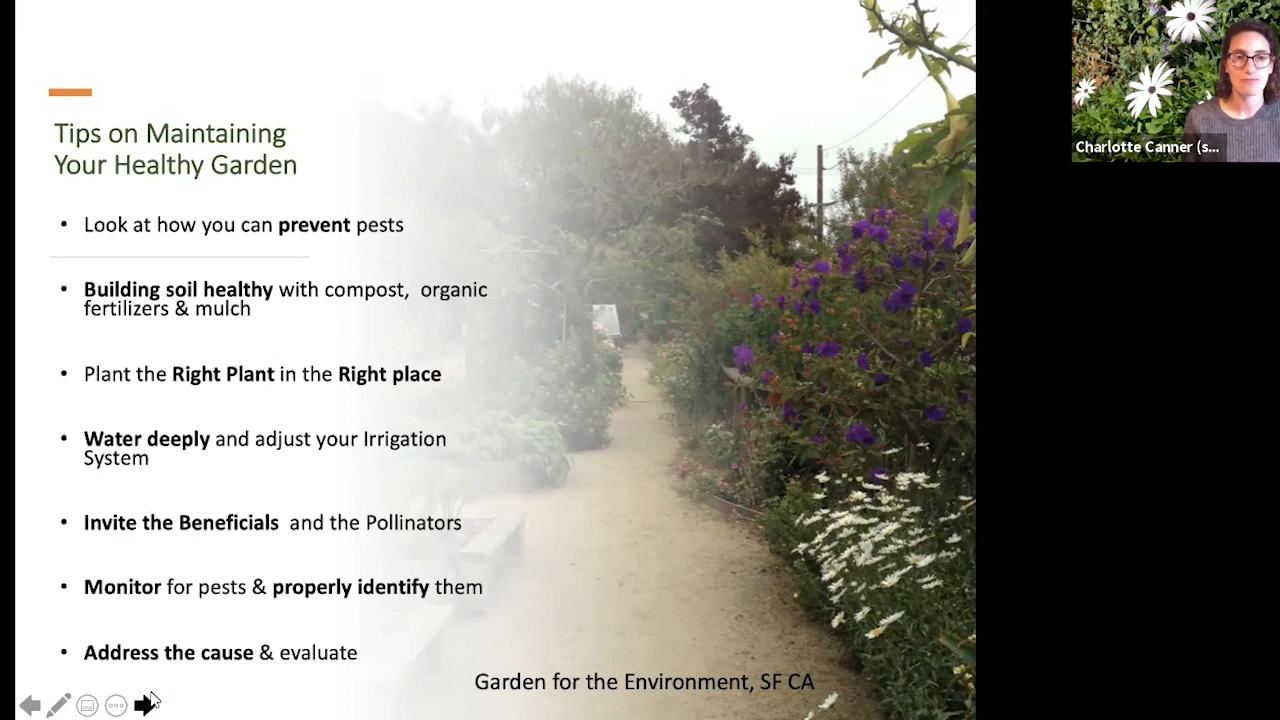 Tips on Maintaining
Your Healthy Garden
• Look at how you can prevent pests
• Building soil healthy with compost, organic
fertilizers & mulch
• Plant the Right Plant in the Right place
• Water deeply and adjust your Irrigation
System
• Invite the Beneficials and the Pollinators
• Monitor for pests & properly identify them
• Address the cause & evaluate
Garden for the Environment, SF CA
Charlotte Canner (s...